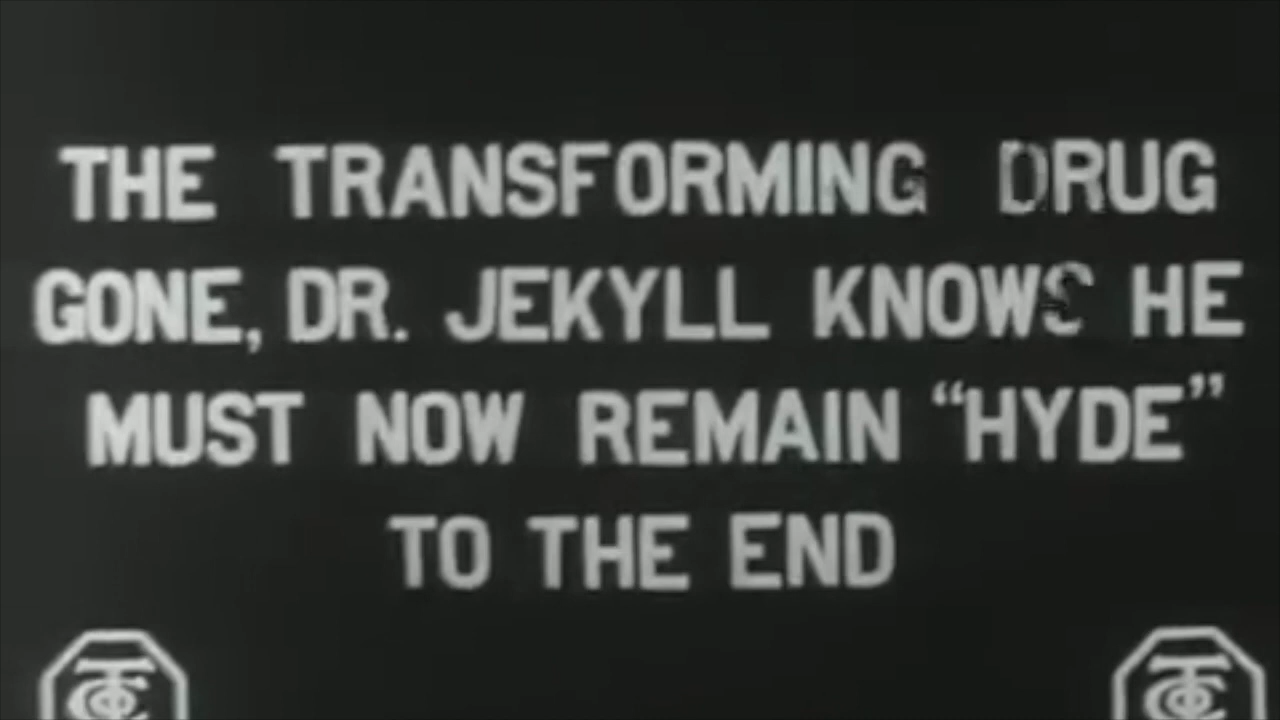 THE TRANSFORMING DRUG
GONE, DR. JEKYLL KNOWS HE
MUST NOW REMAIN “HYDE”
TO THE END